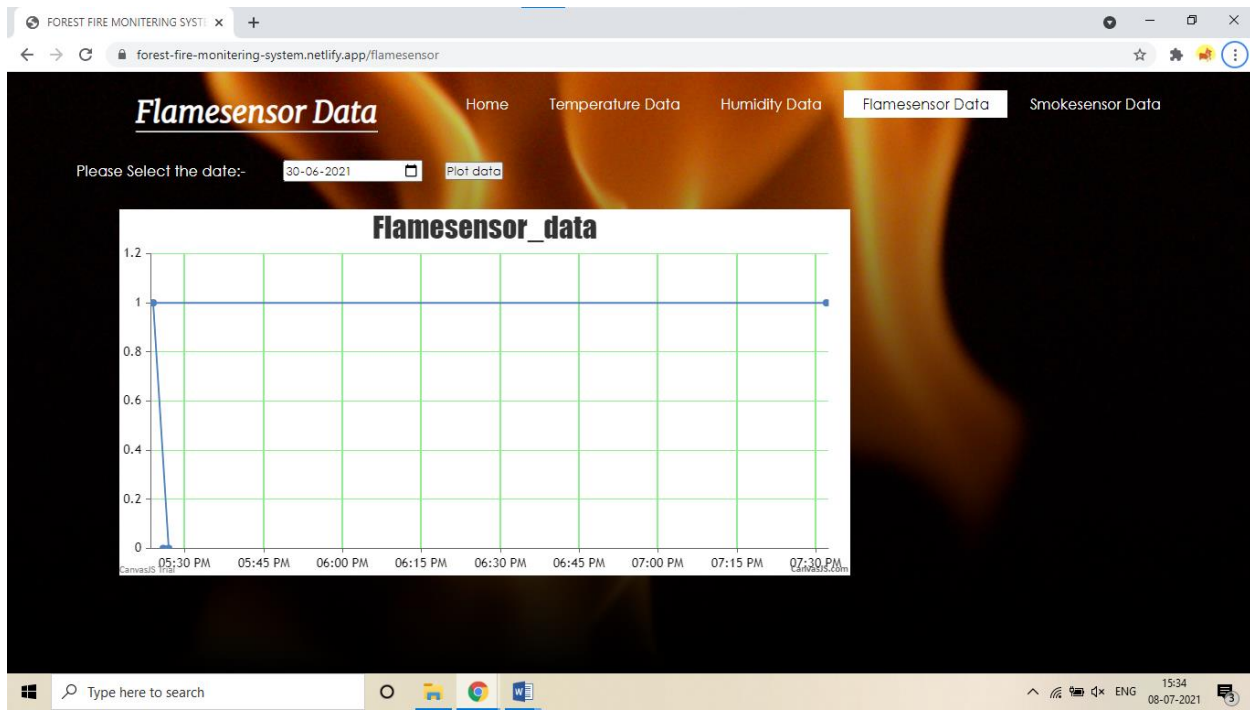 FOREST FIRE MONITERING SYSTE
forest-fire-monitering-system.netlify.app/flamesensor
Flamesensor Data
Home Temperature Data Humidity Data Flamesensor Data Smokesensor Data
Please Select the date:- 30-06-2021 Plot data
Flamesensor_data
1.2
1
0.8
0.6
0.4
0.2
0
05:30 PM 05:45 PM 06:00 PM 06:15 PM 06:30 PM 06:45 PM 07:00 PM 07:15 PM 07:30 PM
CanvasJS Trial CanvasJS.com
Type here to search ENG 15:34
08-07-2021
3